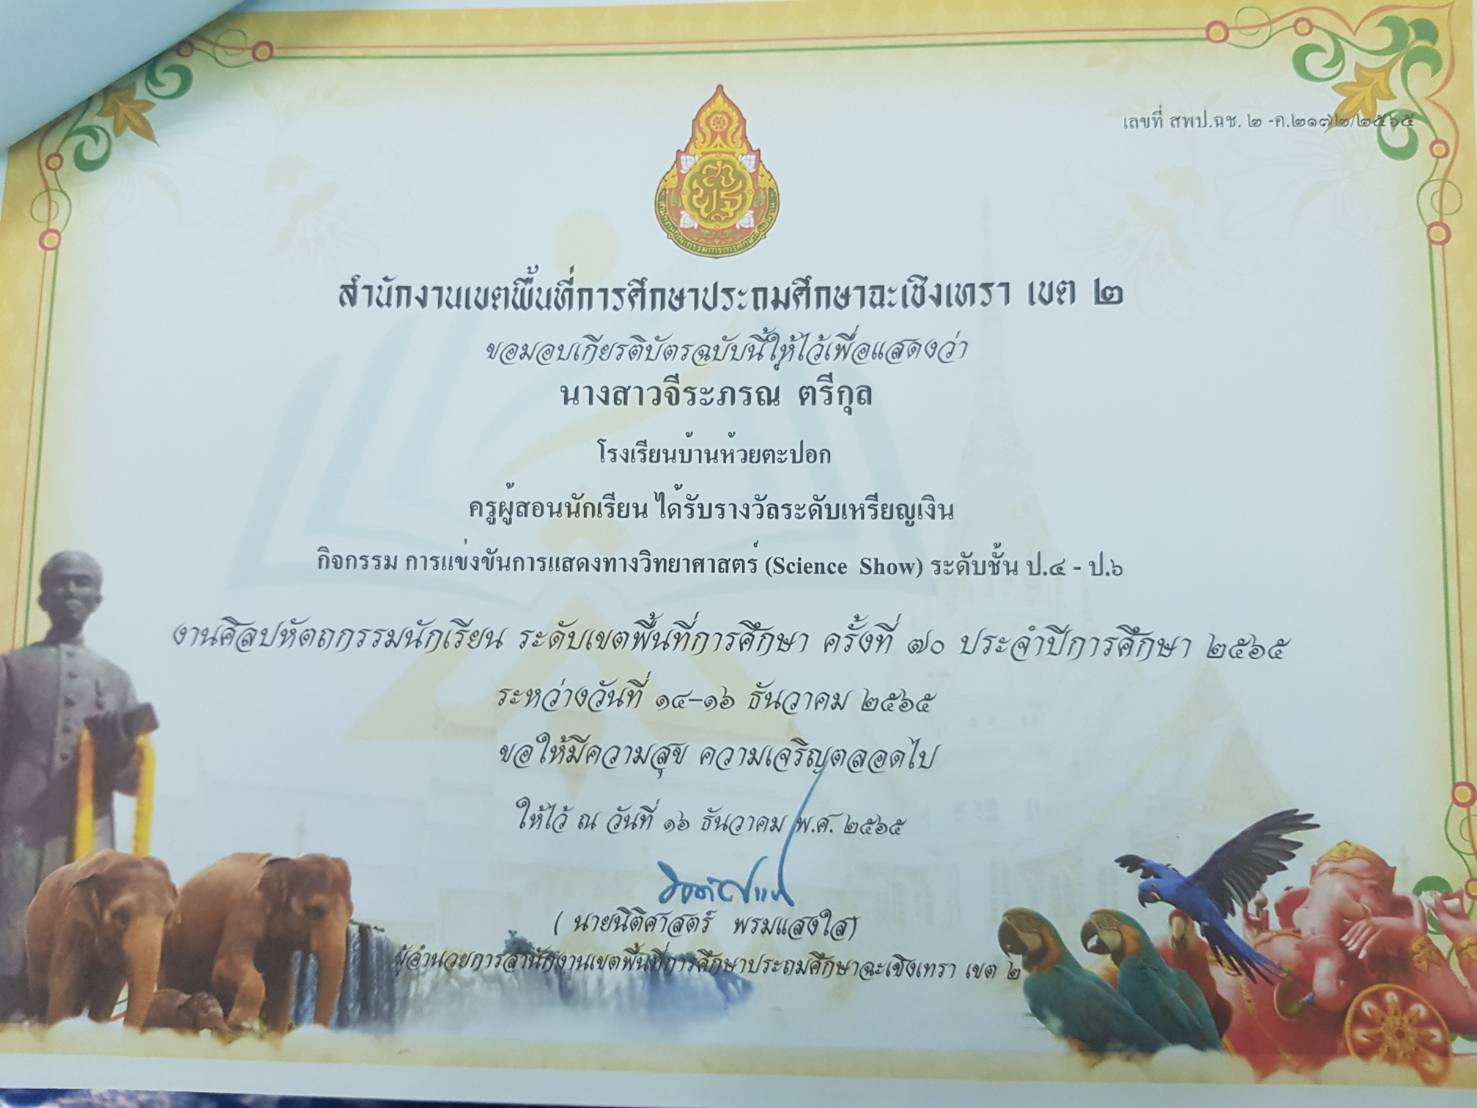 เลขที่ สพป.ฉช. ๒ -ค.๒๑๗๒/๒๕๖๕
สำนักงานเขตพื้นที่การศึกษาประถมศึกษาฉะเชิงเทรา เขต ๒
ขอมอบเกียรติบัตรฉบับนี้ให้ไว้เพื่อแสดงว่า
นางสาวจีระภรณ ตรีกุล
โรงเรียนบ้านห้วยตะปอก
ครูผู้สอนนักเรียน ได้รับรางวัลระดับเหรียญเงิน
กิจกรรม การแข่งขันการแสดงทางวิทยาศาสตร์ (Science Show) ระดับชั้น ป.๔ - ป.๖
งานศิลปหัตถกรรมนักเรียน ระดับเขตพื้นที่การศึกษา ครั้งที่ ๗๐ ประจำปีการศึกษา ๒๕๖๕
ระหว่างวันที่ ๑๔-๑๖ ธันวาคม ๒๕๖๕
ขอให้มีความสุข ความเจริญตลอดไป
ให้ไว้ ณ วันที่ ๑๖ ธันวาคม พ.ศ. ๒๕๖๕
( นายนิติศาสตร์ พรมแสงใส)
ผู้อำนวยการสำนักงานเขตพื้นที่การศึกษาประถมศึกษาฉะเชิงเทรา เขต ๒